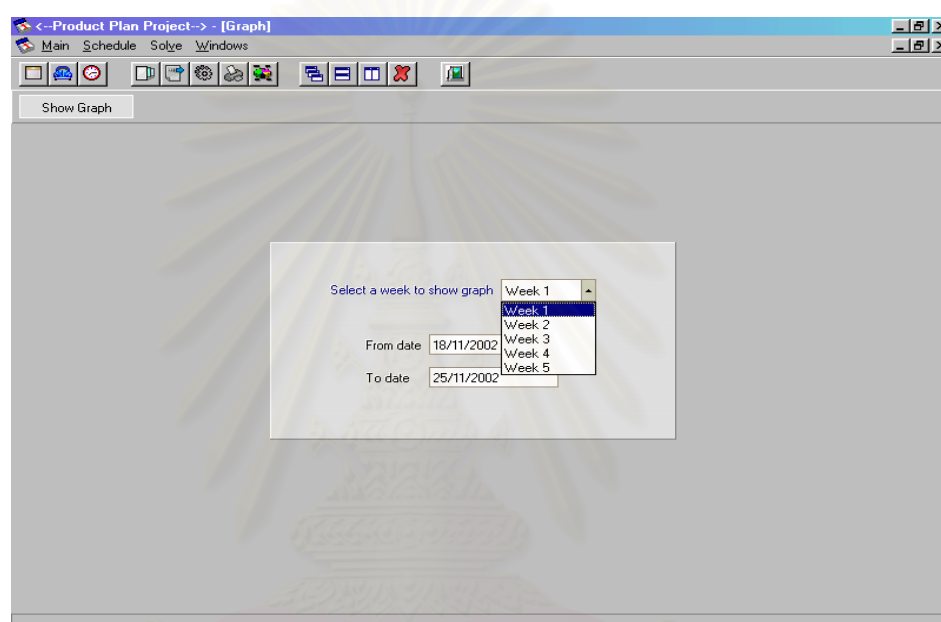 <--Product Plan Project--> - [Graph]
Main Schedule Solve Windows
Show Graph
Select a week to show graph Week 1
Week 1
Week 2
Week 3
Week 4
Week 5
From date 18/11/2002
To date 25/11/2002